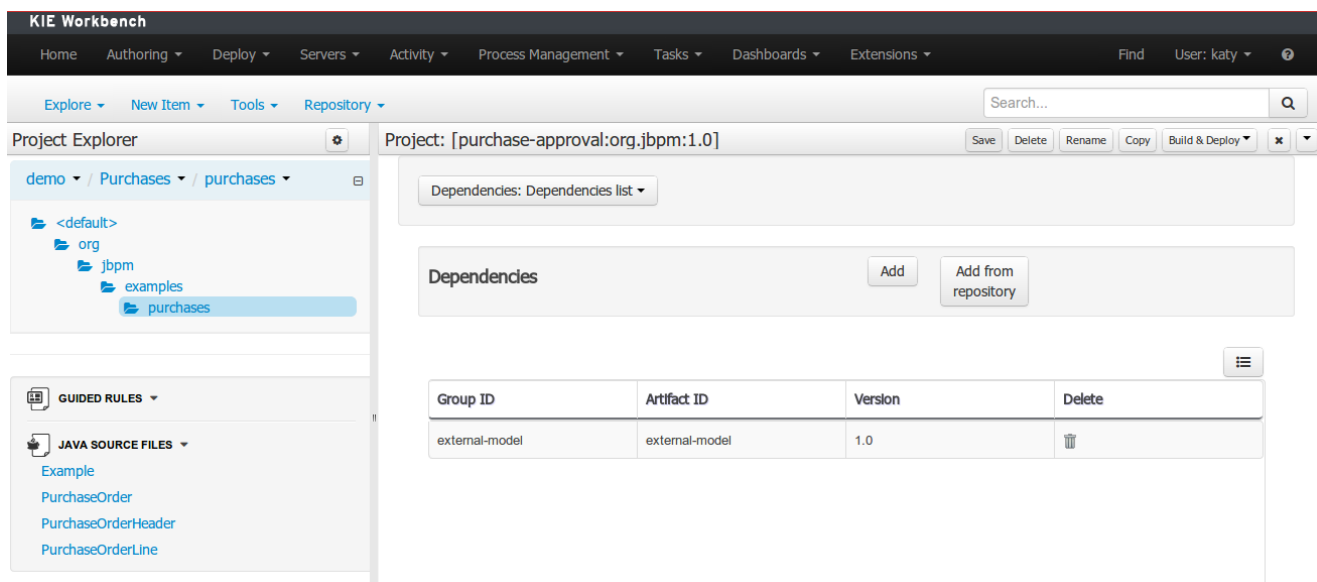 KIE Workbench
Home Authoring Deploy Servers Activity Process Management Tasks Dashboards Extensions Find User: katy
Explore New Item Tools Repository Search...
Project Explorer
Project: [purchase-approval:org.jbpm:1.0] Save Delete Rename Copy Build & Deploy
demo / Purchases / purchases
Dependencies: Dependencies list
<default>
org
jbpm
examples
purchases
Dependencies Add Add from
repository
GUIDED RULES
JAVA SOURCE FILES
Example
PurchaseOrder
PurchaseOrderHeader
PurchaseOrderLine
Group ID Artifact ID Version Delete
external-model external-model 1.0